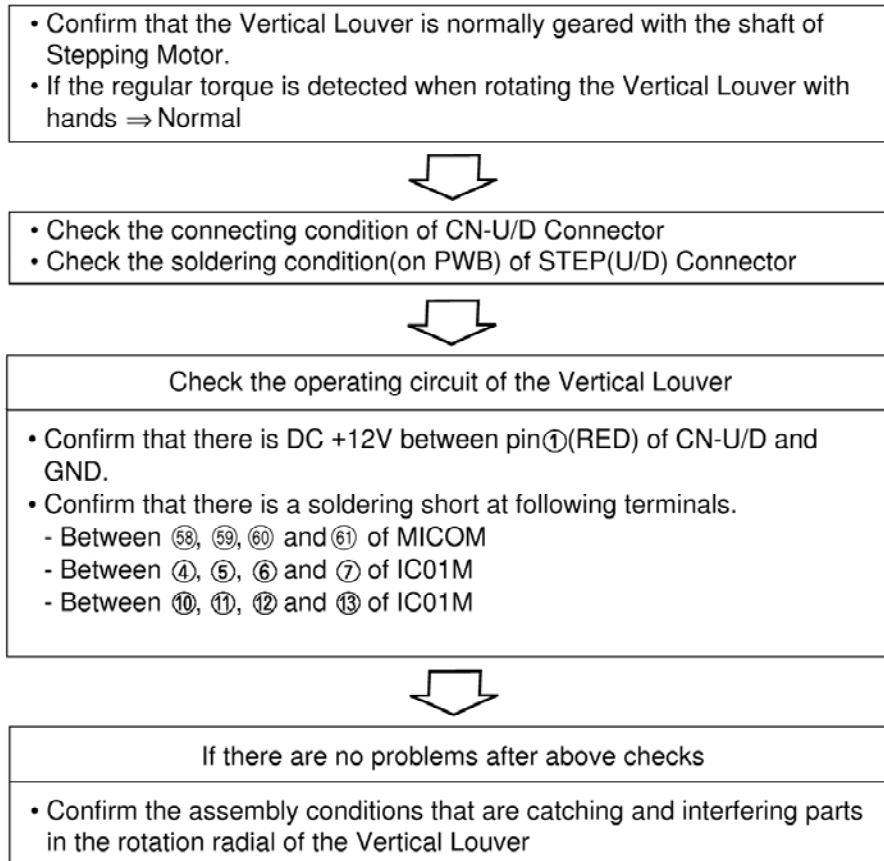 • Confirm that the Vertical Louver is normally geared with the shaft of
Stepping Motor.
• If the regular torque is detected when rotating the Vertical Louver with
hands ⇒ Normal
• Check the connecting condition of CN-U/D Connector
• Check the soldering condition(on PWB) of STEP(U/D) Connector
Check the operating circuit of the Vertical Louver
• Confirm that there is DC +12V between pin①(RED) of CN-U/D and
GND.
• Confirm that there is a soldering short at following terminals.
- Between 58, 59, 60 and 61 of MICOM
- Between ④, ⑤, ⑥ and ⑦ of IC01M
- Between ⑩, ⑪, ⑫ and ⑬ of IC01M
If there are no problems after above checks
• Confirm the assembly conditions that are catching and interfering parts
in the rotation radial of the Vertical Louver